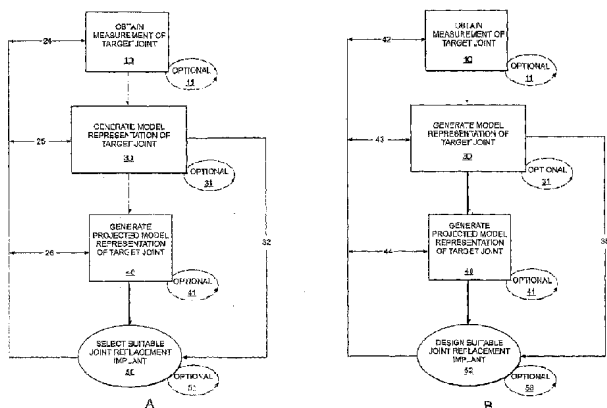 OBTAIN
MEASUREMENT OF
TARGET JOINT
10
OPTIONAL
11
24
25
GENERATE MODEL
REPRESENTATION OF
TARGET JOINT
30
OPTIONAL
31
32
GENERATE
PROJECTED MODEL
REPRESENTATION
OF TARGET JOINT
40
OPTIONAL
41
26
SELECT SUITABLE
JOINT REPLACEMENT
IMPLANT
50
OPTIONAL
51
A
OBTAIN
MEASUREMENT OF
TARGET JOINT
10
OPTIONAL
11
42
43
GENERATE MODEL
REPRESENTATION OF
TARGET JOINT
30
OPTIONAL
31
GENERATE
PROJECTED MODEL
REPRESENTATION
OF TARGET JOINT
40
OPTIONAL
41
44
DESIGN SUITABLE
JOINT REPLACEMENT
IMPLANT
52
OPTIONAL
B